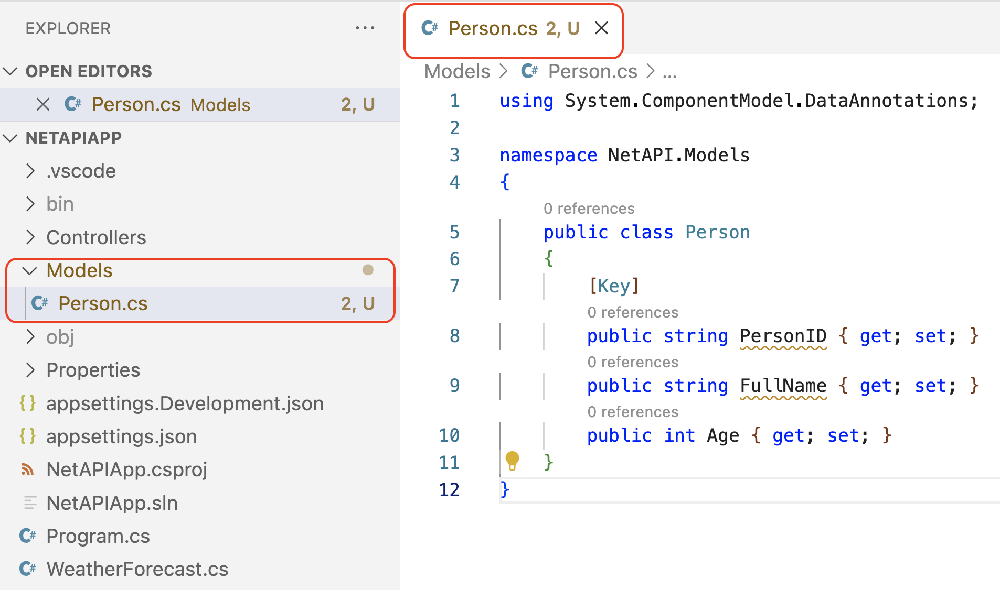 EXPLORER ...
OPEN EDITORS
Person.cs Models 2, U
NETAPIAPP
.vscode
bin
Controllers
Models
C# Person.cs 2, U
obj
Properties
{} appsettings.Development.json
{} appsettings.json
NetAPIApp.csproj
NetAPIApp.sln
C# Program.cs
C# WeatherForecast.cs
C# Person.cs 2, U
Models > C# Person.cs > ...
1 using System.ComponentModel.DataAnnotations;
2
3 namespace NetAPI.Models
4 {
0 references
5 public class Person
6 {
7 [Key]
0 references
8 public string PersonID { get; set; }
0 references
9 public string FullName { get; set; }
0 references
10 public int Age { get; set; }
11 }
12 }